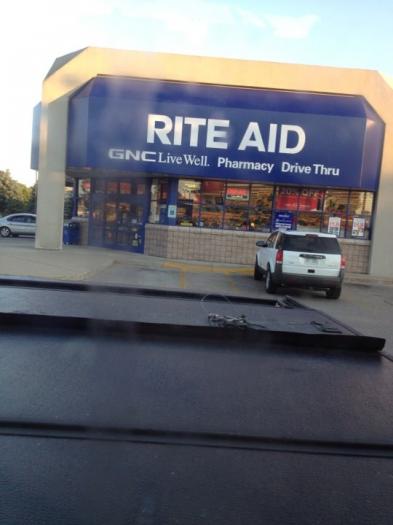 RITE AID
GNC LiveWell. Pharmacy Drive Thru